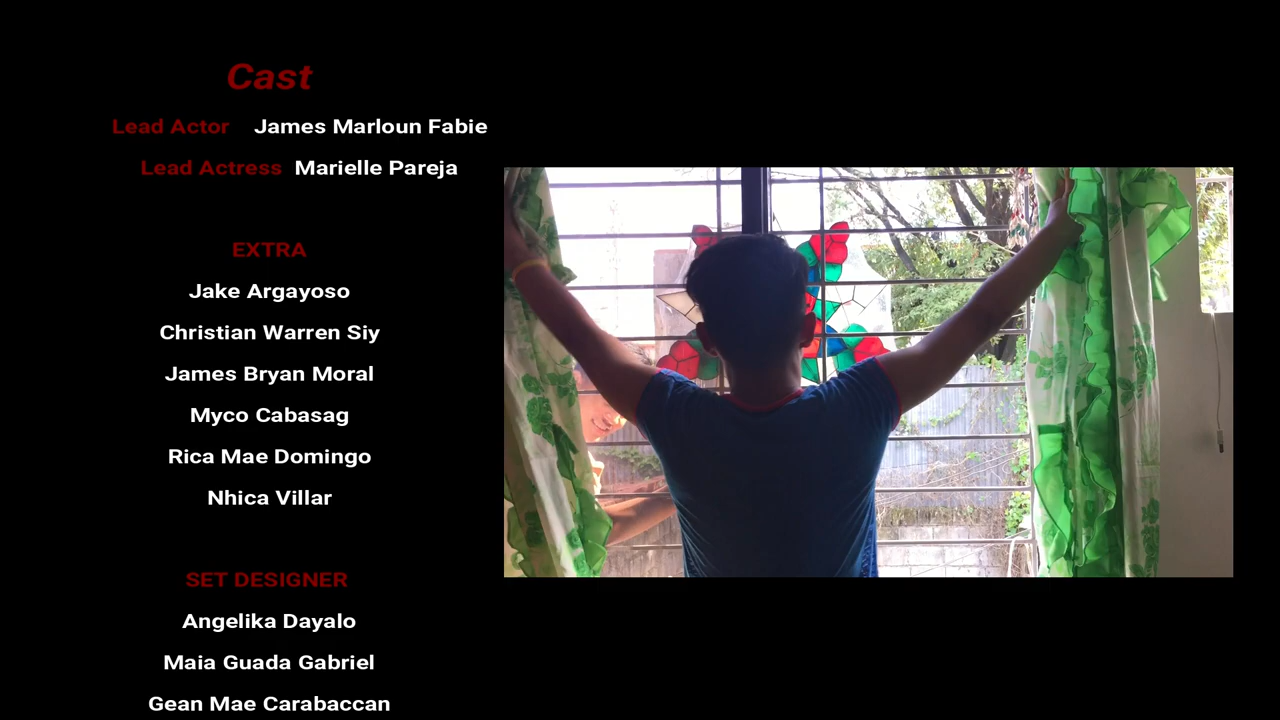 Cast
Lead Actor James Marloun Fabie
Lead Actress Marielle Pareja
EXTRA
Jake Argayoso
Christian Warren Siy
James Bryan Moral
Myco Cabasag
Rica Mae Domingo
Nhica Villar
SET DESIGNER
Angelika Dayalo
Maia Guada Gabriel
Gean Mae Carabaccan